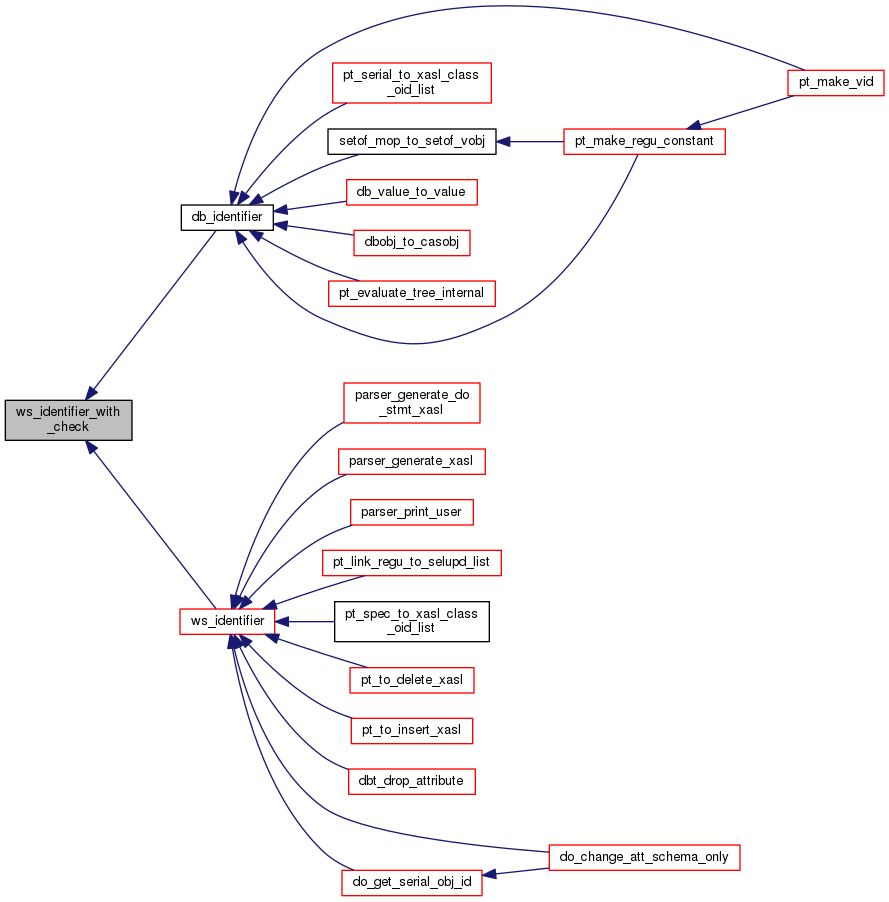 pt_serial_to_xasl_class
_oid_list
pt_make_vid
setof_mop_to_setof_vobj
pt_make_regu_constant
db_value_to_value
db_identifier
dbobj_to_casobj
pt_evaluate_tree_internal
ws_identifier_with
_check
parser_generate_do
_stmt_xasl
parser_generate_xasl
parser_print_user
pt_link_regu_to_selupd_list
ws_identifier
pt_spec_to_xasl_class
_oid_list
pt_to_delete_xasl
pt_to_insert_xasl
dbt_drop_attribute
do_change_att_schema_only
do_get_serial_obj_id